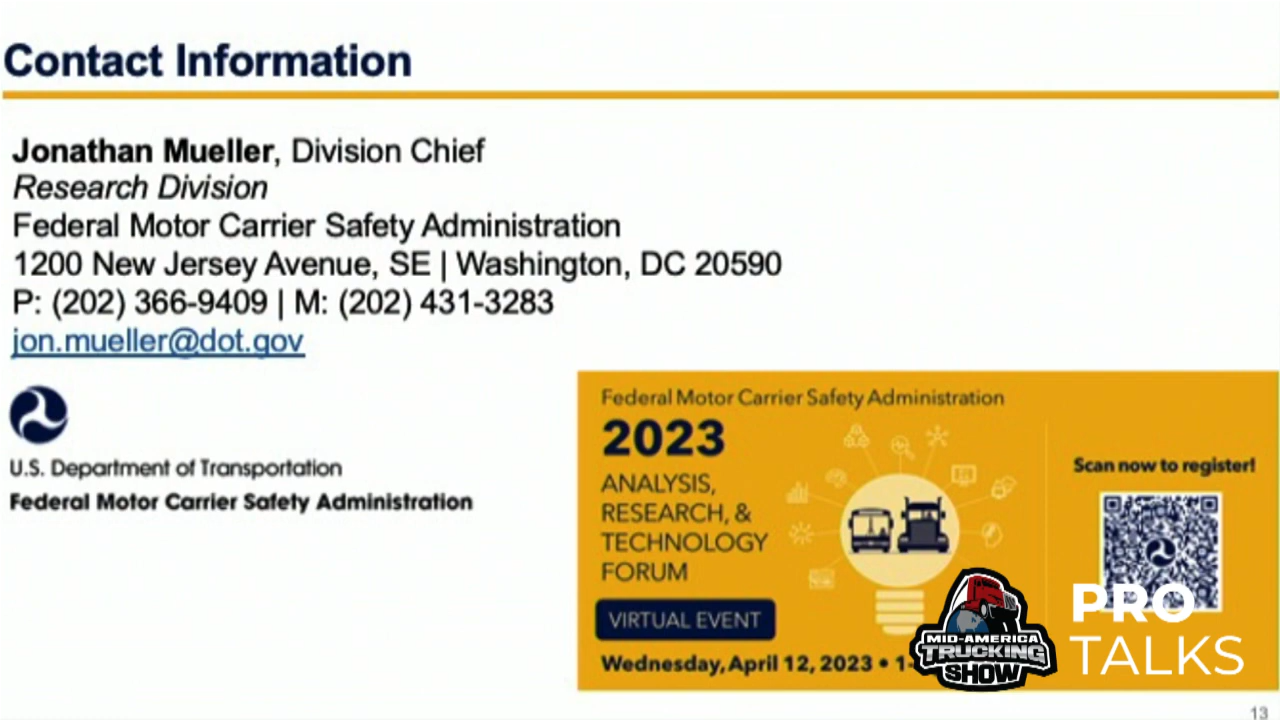 Contact Information
Jonathan Mueller, Division Chief
Research Division
Federal Motor Carrier Safety Administration
1200 New Jersey Avenue, SE | Washington, DC 20590
P: (202) 366-9409 | M: (202) 431-3283
jon.mueller@dot.gov
U.S. Department of Transportation
Federal Motor Carrier Safety Administration
Federal Motor Carrier Safety Administration
2023
ANALYSIS,
RESEARCH, &
TECHNOLOGY
FORUM
VIRTUAL EVENT
Wednesday, April 12, 2023 • 1-
Scan now to register!
MID-AMERICA
TRUCKING
SHOW
PRO
TALKS
13